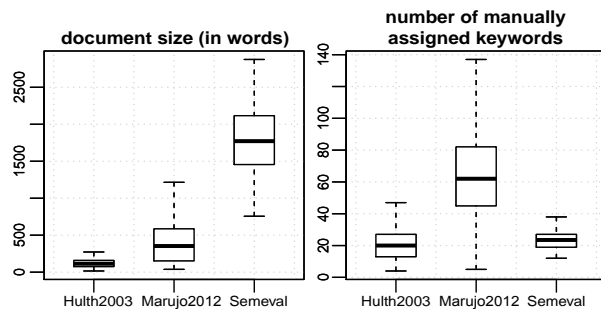 document size (in words)
2500
1500
500
0
Hulth2003 Marujo2012 Semeval
number of manually
assigned keywords
140
100
80
60
40
20
0
Hulth2003 Marujo2012 Semeval